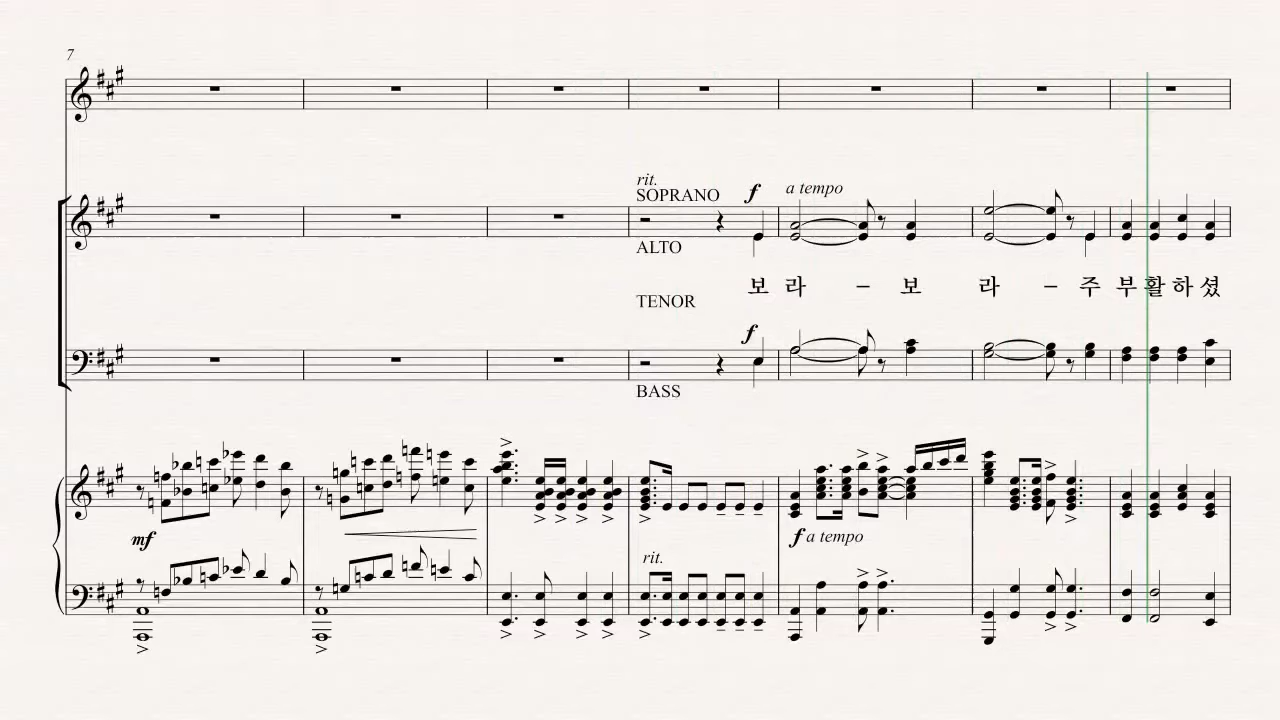 7
rit.
SOPRANO f a tempo
ALTO
보 라 – 보 라 – 주 부 활 하 셨
TENOR
f
BASS
mf f a tempo
rit.